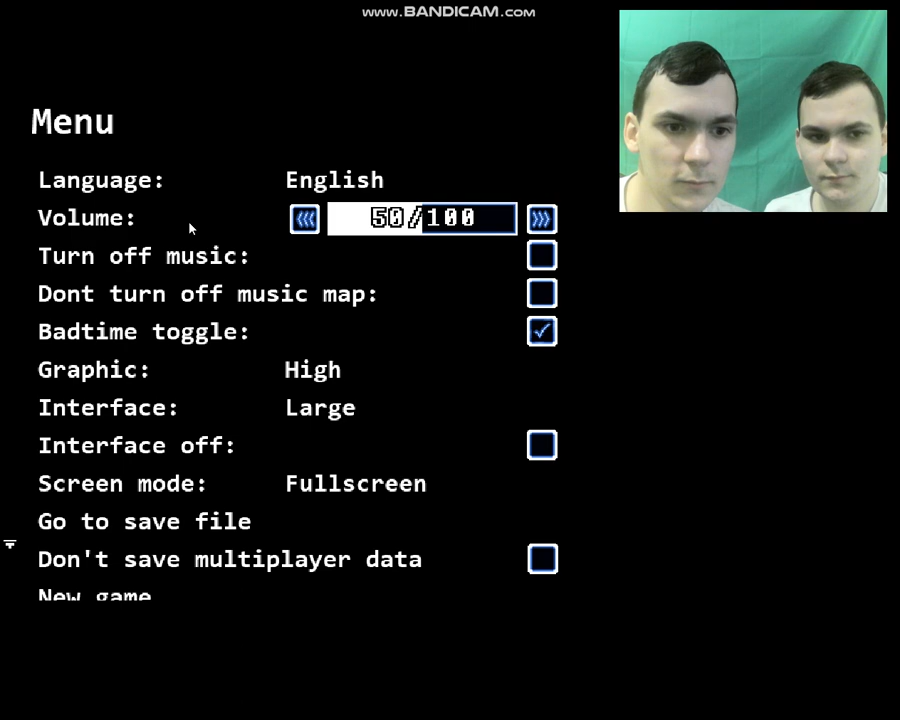 www.BANDICAM.com
Menu
Language: English
Volume: 50/100
Turn off music:
Dont turn off music map:
Badtime toggle:
Graphic: High
Interface: Large
Interface off:
Screen mode: Fullscreen
Go to save file
Don't save multiplayer data
New game